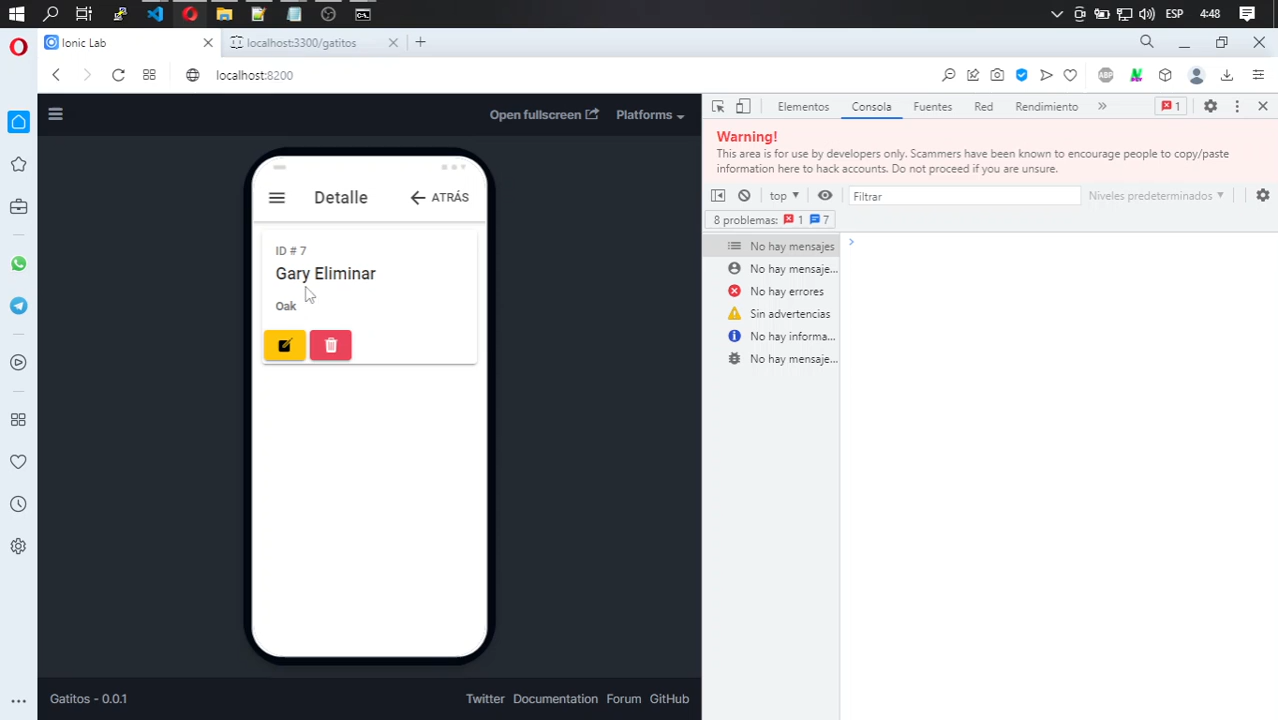 ESP 4:48
Ionic Lab
localhost:3300/gatitos
localhost:8200
ABP
Open fullscreen
Platforms
Elementos Consola Fuentes Red Rendimiento
1
Warning!
This area is for use by developers only. Scammers have been known to encourage people to copy/paste
information here to hack accounts. Do not proceed if you are unsure.
top Filtrar Niveles predeterminados
8 problemas: 1 7
No hay mensajes
No hay mensaje...
No hay errores
Sin advertencias
No hay informa...
No hay mensaje...
Detalle
ATRÁS
ID # 7
Gary Eliminar
Oak
Gatitos - 0.0.1
Twitter Documentation Forum GitHub